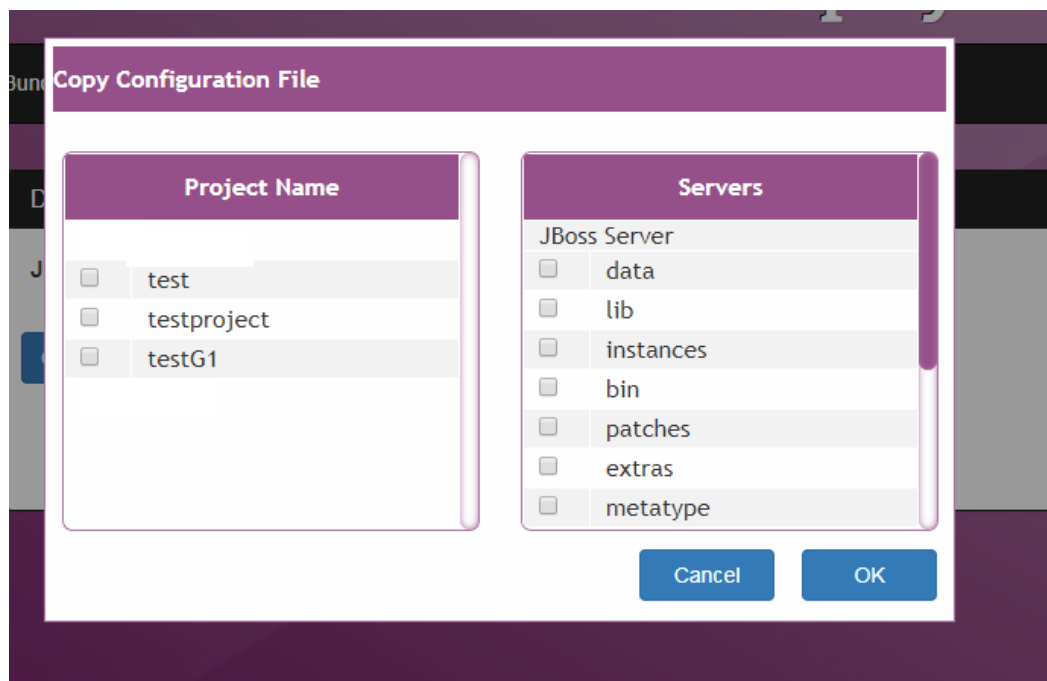 Copy Configuration File
Project Name
test
testproject
testG1
Servers
JBoss Server
data
lib
instances
bin
patches
extras
metatype
Cancel
OK